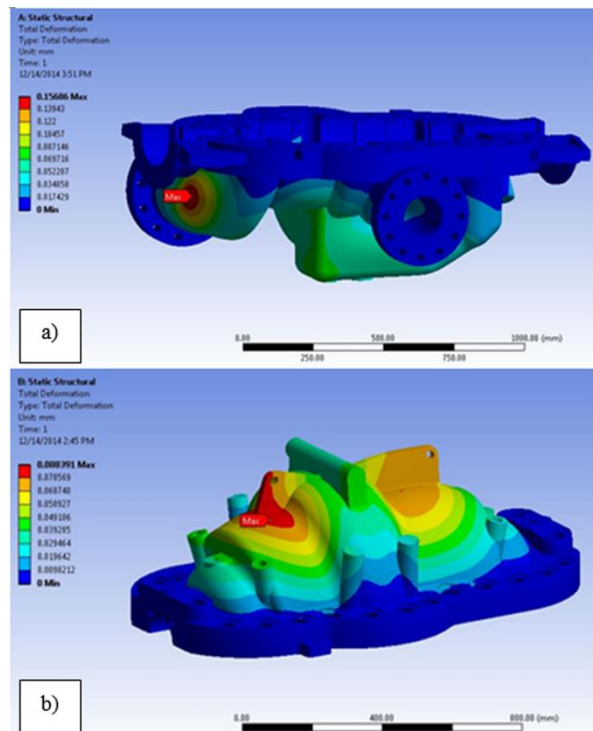 A: Static Structural
Total Deformation
Type: Total Deformation
Unit: mm
Time: 1
12/14/2014 3:51 PM
0.15686 Max
0.13943
0.122
0.10457
0.087146
0.069716
0.052287
0.034858
0.017429
0 Min
Max
a)
0.00
500.00
1000.00 (mm)
250.00
750.00
B: Static Structural
Total Deformation
Type: Total Deformation
Unit: mm
Time: 1
12/14/2014 2:45 PM
0.088391 Max
0.078569
0.068748
0.058927
0.049106
0.039285
0.029464
0.019642
0.0098212
0 Min
Max
b)
0.00
400.00
800.00 (mm)